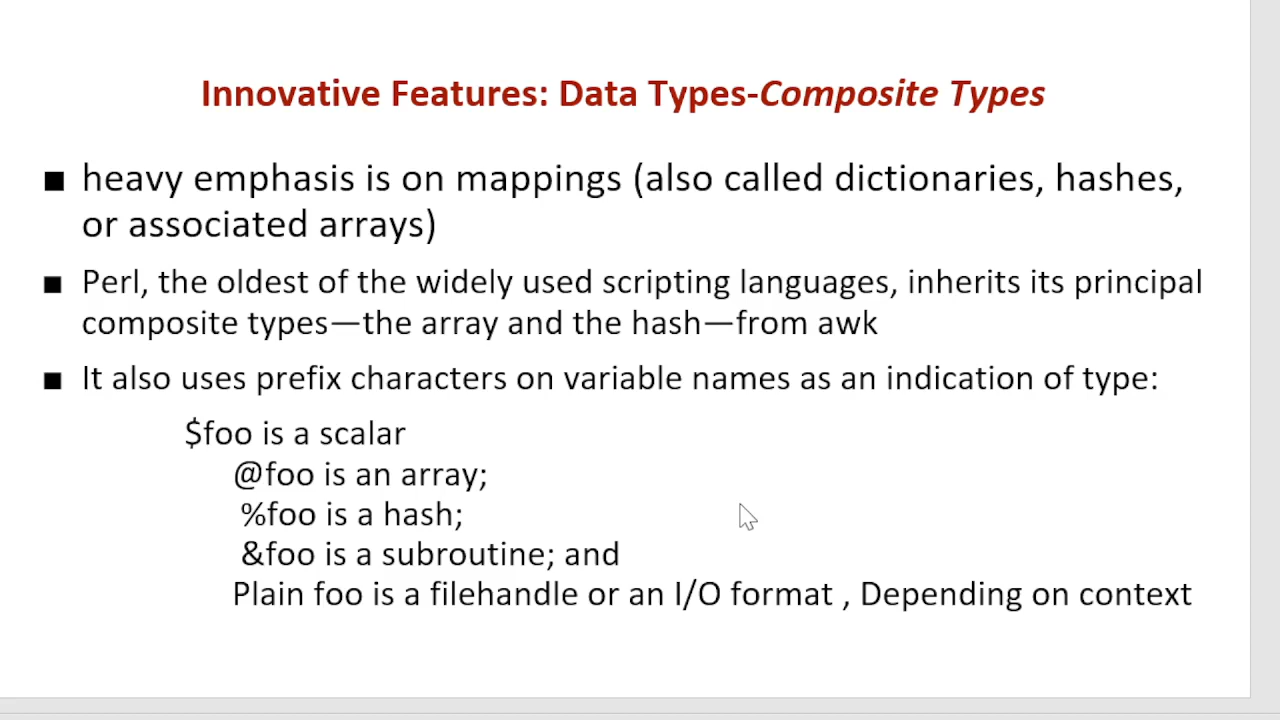 Innovative Features: Data Types-Composite Types
■ heavy emphasis is on mappings (also called dictionaries, hashes,
or associated arrays)
■ Perl, the oldest of the widely used scripting languages, inherits its principal
composite types—the array and the hash—from awk
■ It also uses prefix characters on variable names as an indication of type:
$foo is a scalar
@foo is an array;
%foo is a hash;
&foo is a subroutine; and
Plain foo is a filehandle or an I/O format , Depending on context